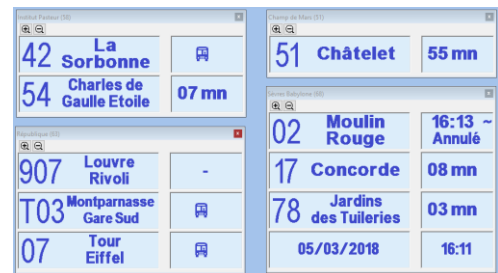 Institut Pasteur (58)
42 La Sorbonne
54 Charles de Gaulle Etoile 07 mn
République (63)
907 Louvre Rivoli -
T03 Montparnasse Gare Sud
07 Tour Eiffel
Champ de Mars (31)
51 Châtelet 55 mn
Sèvres Babylone (60)
02 Moulin Rouge 16:13 ~ Annulé
17 Concorde 08 mn
78 Jardins des Tuileries 03 mn
05/03/2018 16:11